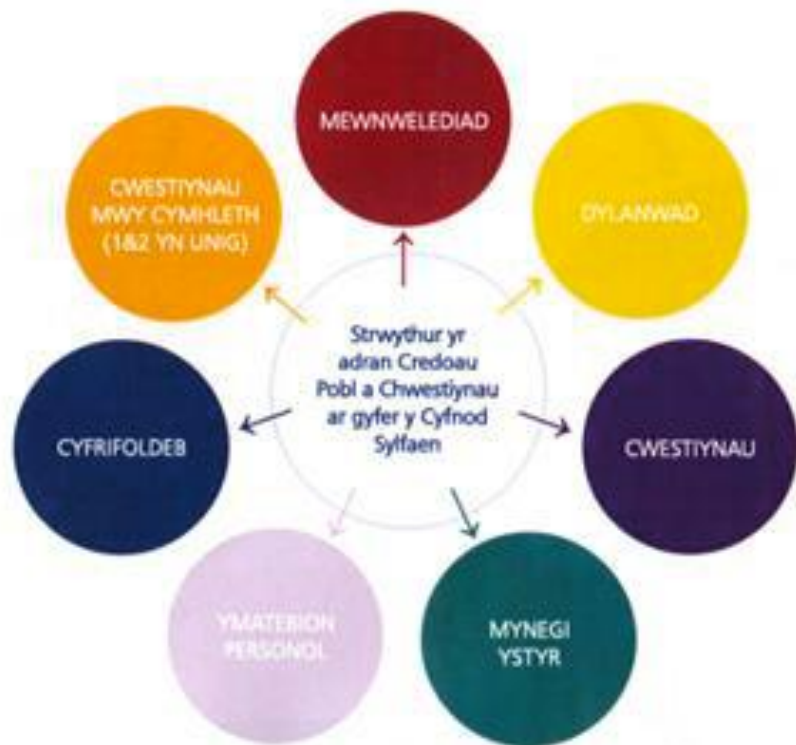 MEWNWELEDIAD
CWESTIYNAU
MWY CYMHLETH
(1&2 YN UNIG)
DYLANWAD
Strwythur yr
adran Credoau
Pobl a Chwestiynau
ar gyfer y Cyfnod
Sylfaen
CYFRIFOLDEB
CWESTIYNAU
YMATEBION
PERSONOL
MYNEGI
YSTYR